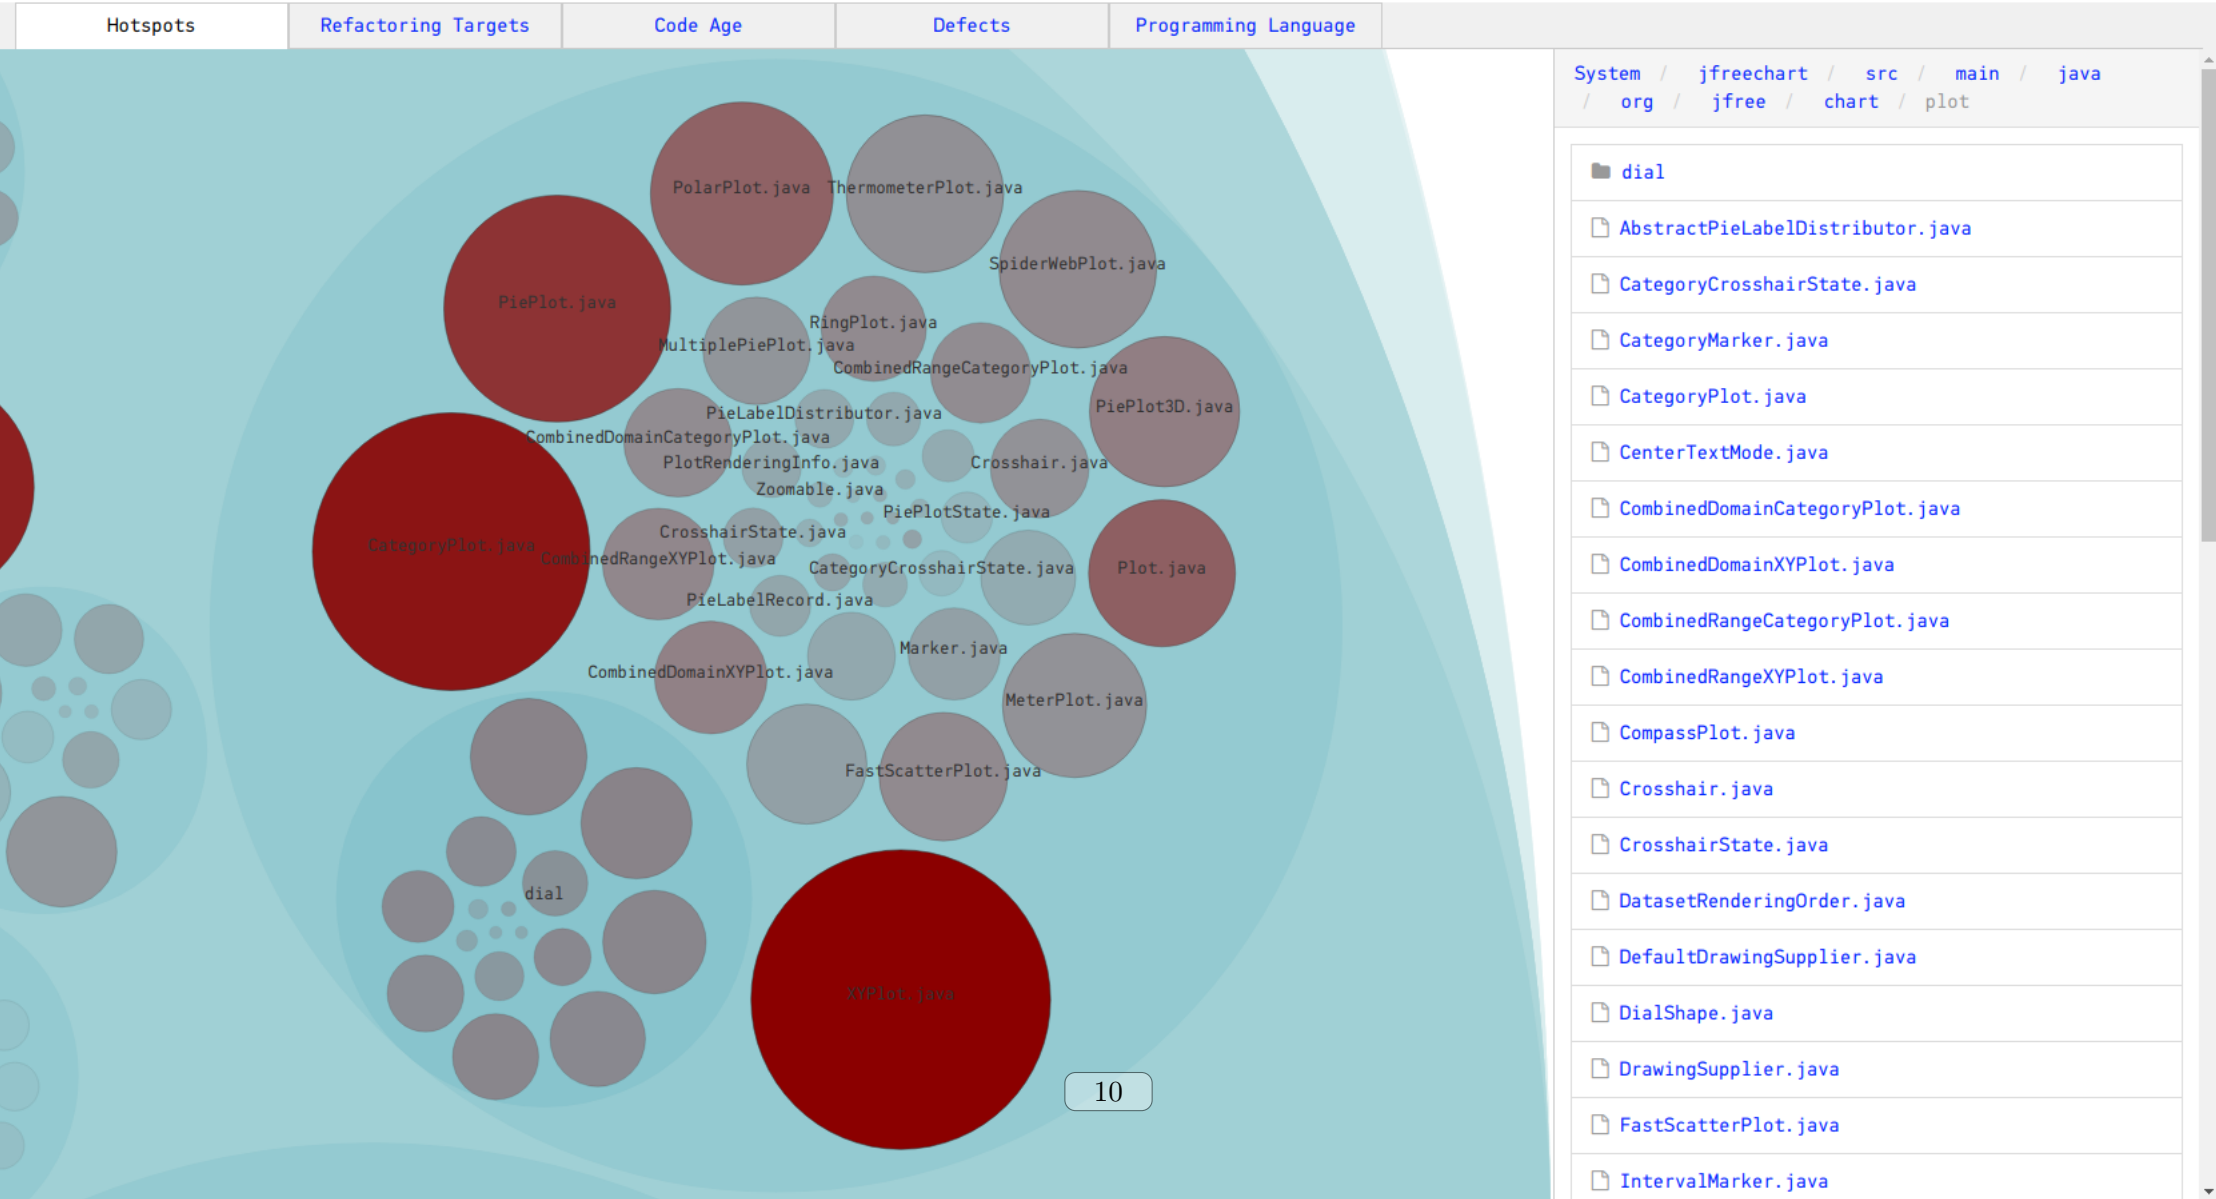 Hotspots
Refactoring Targets
Code Age
Defects
Programming Language
System / jfreechart / src / main / java
/ org / jfree / chart / plot
dial
AbstractPieLabelDistributor.java
CategoryCrosshairState.java
CategoryMarker.java
CategoryPlot.java
CenterTextMode.java
CombinedDomainCategoryPlot.java
CombinedDomainXYPlot.java
CombinedRangeCategoryPlot.java
CombinedRangeXYPlot.java
CompassPlot.java
Crosshair.java
CrosshairState.java
DatasetRenderingOrder.java
DefaultDrawingSupplier.java
DialShape.java
DrawingSupplier.java
FastScatterPlot.java
IntervalMarker.java
PolarPlot.java
ThermometerPlot.java
SpiderWebPlot.java
PiePlot.java
RingPlot.java
MultiplePiePlot.java
CombinedRangeCategoryPlot.java
PiePlot3D.java
PieLabelDistributor.java
CombinedDomainCategoryPlot.java
PlotRenderingInfo.java
Crosshair.java
Zoomable.java
PiePlotState.java
CrosshairState.java
CategoryPlot.java
CombinedRangeXYPlot.java
CategoryCrosshairState.java
Plot.java
PieLabelRecord.java
Marker.java
CombinedDomainXYPlot.java
MeterPlot.java
FastScatterPlot.java
dial
XYPlot.java
10